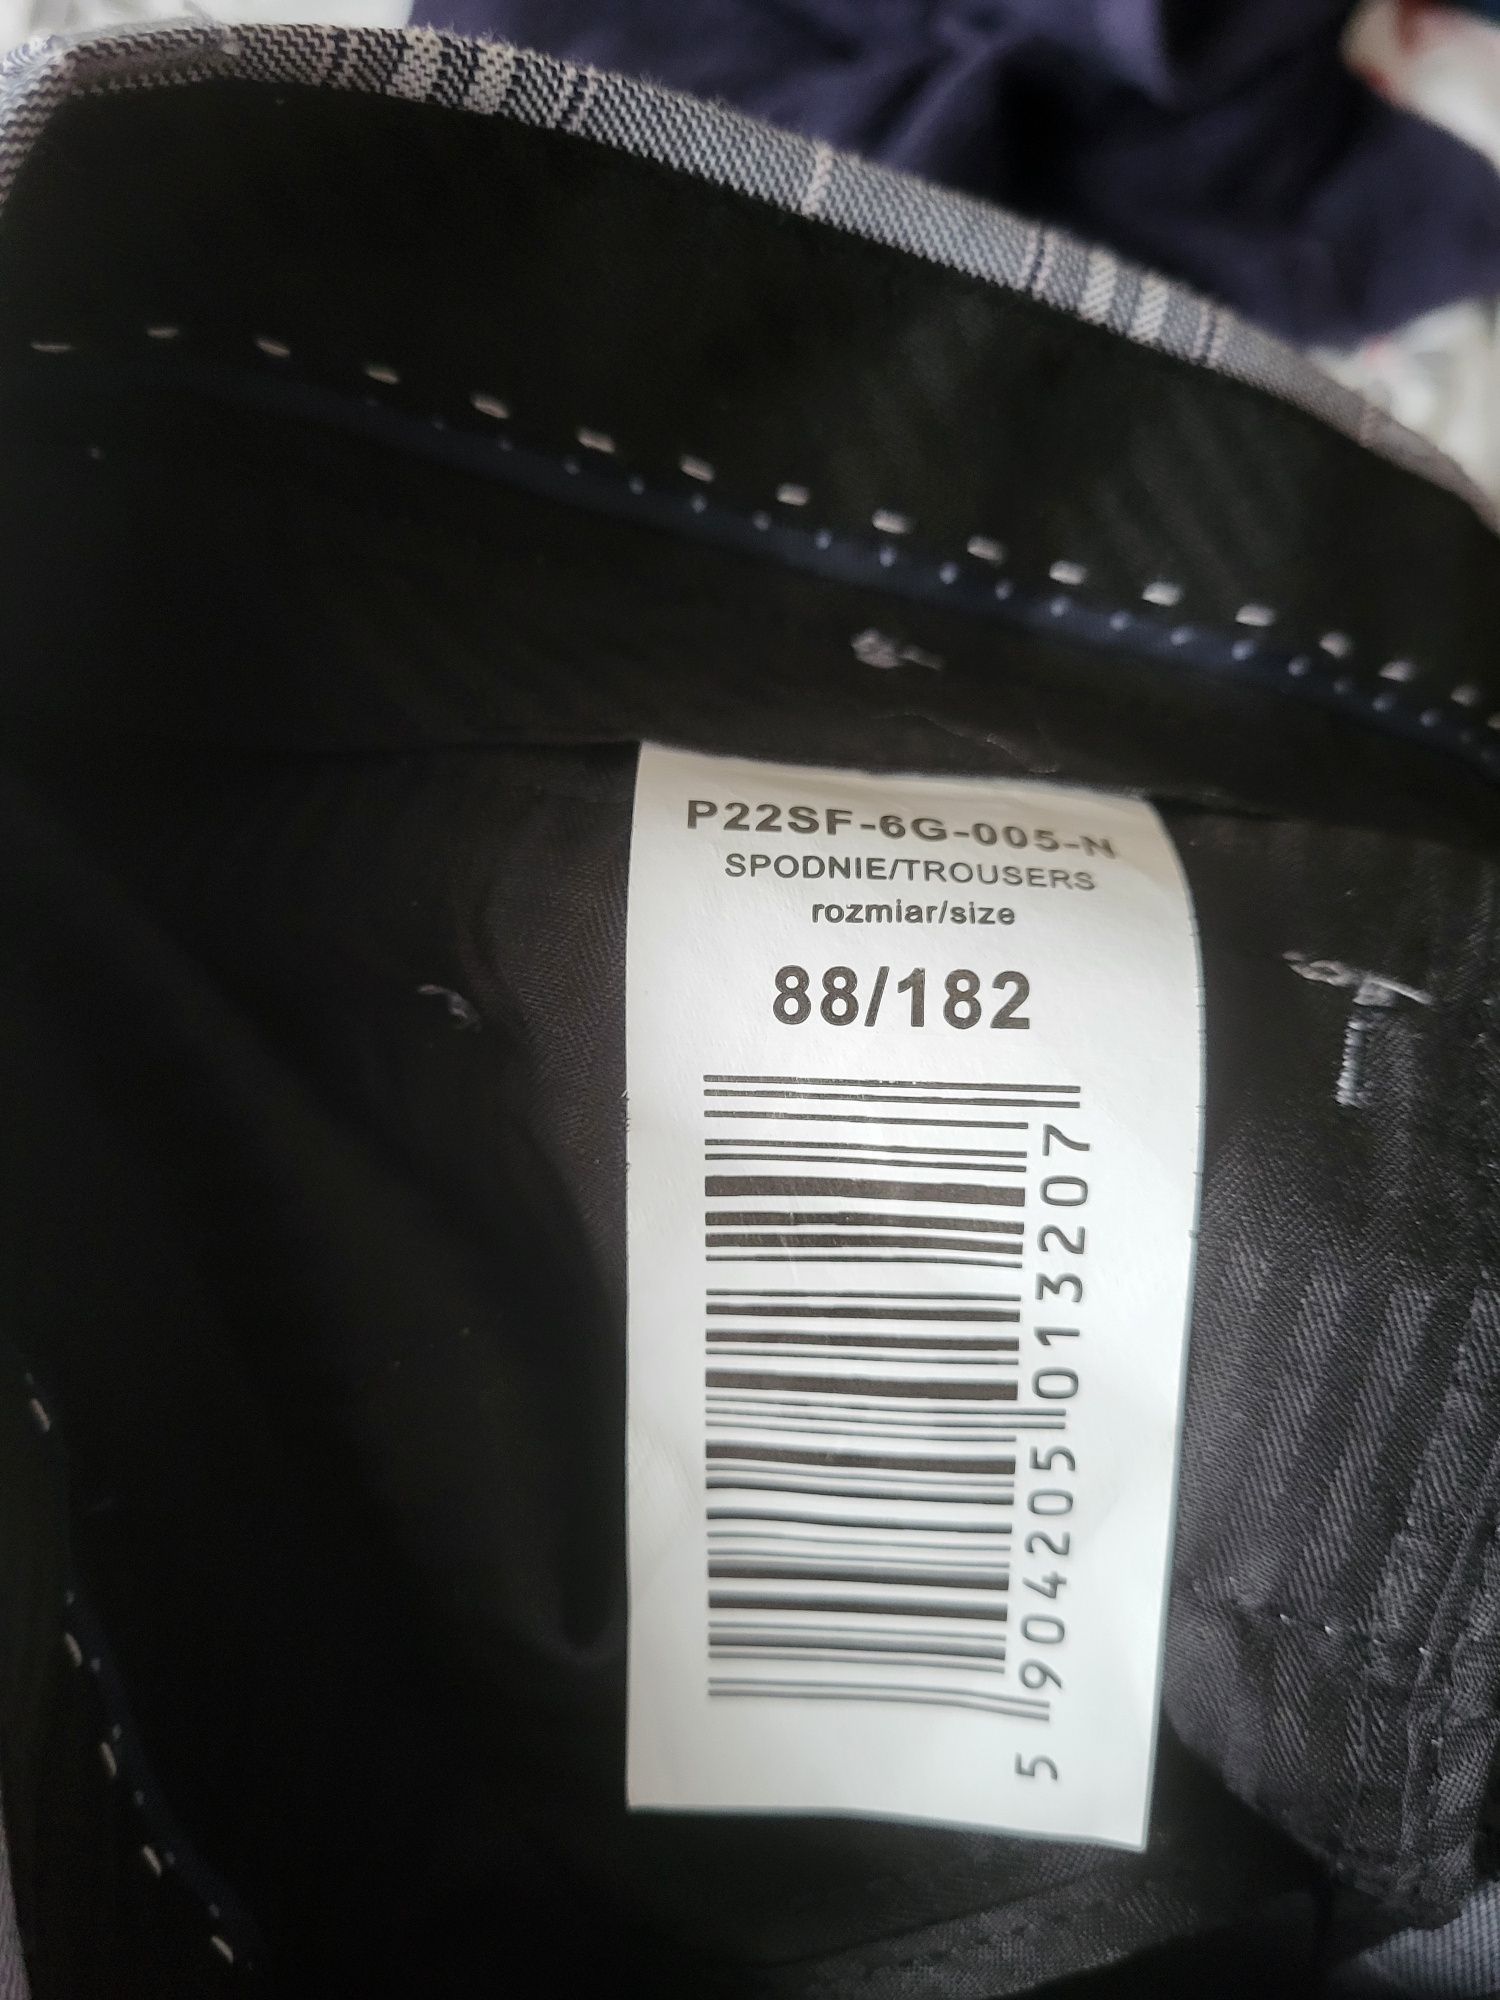 P22SF-6G-005-N
SPODNIE/TROUSERS
rozmiar/size
88/182
5 904205 013207